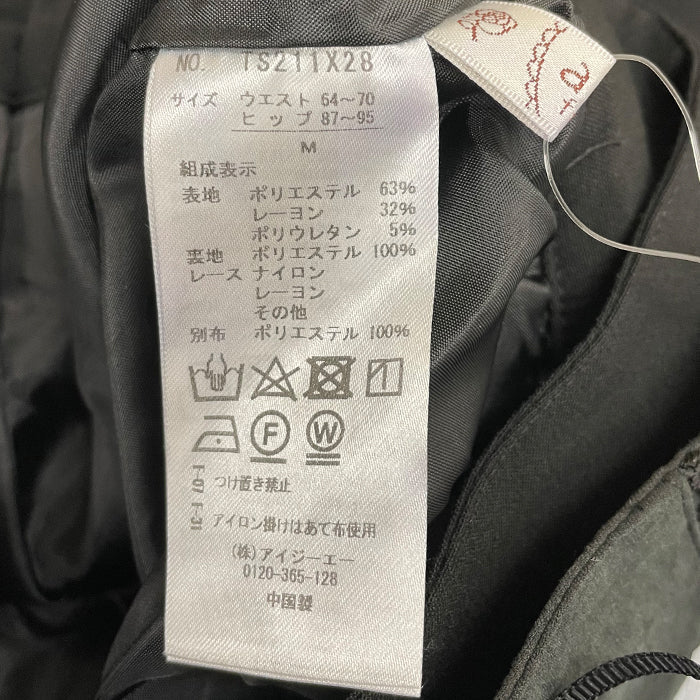 NO. TS211X28
サイズ ウエスト 64～70
ヒップ 87～95
M
組成表示
表地 ポリエステル 63%
レーヨン 32%
ポリウレタン 5%
裏地 ポリエステル 100%
レース ナイロン
レーヨン
その他
別布 ポリエステル 100%
F W
つけ置き禁止
アイロン掛けはあて布使用
(株)アイジーエー
0120-365-128
中国製